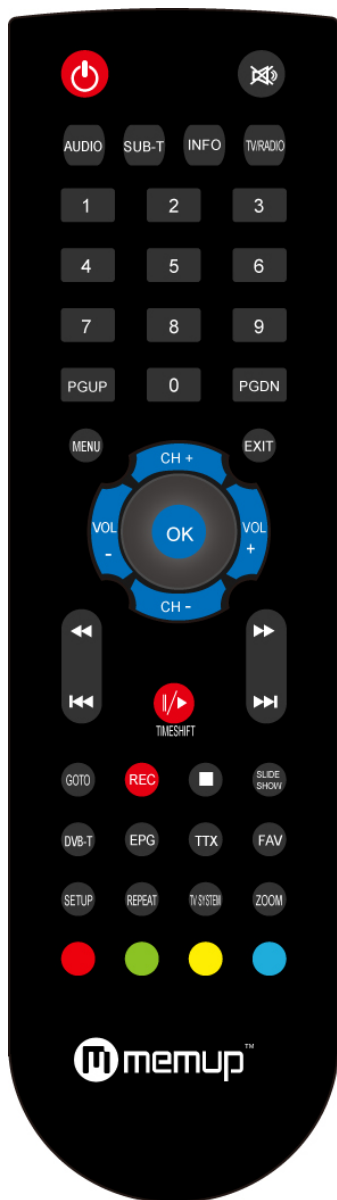 AUDIO SUB-T INFO TV/RADIO
1 2 3
4 5 6
7 8 9
PGUP 0 PGDN
MENU EXIT
CH +
VOL - OK VOL +
CH -
TIMESHIFT
GOTO REC SLIDE SHOW
DVB-T EPG TTX FAV
SETUP REPEAT TV SYSTEM ZOOM
memup™